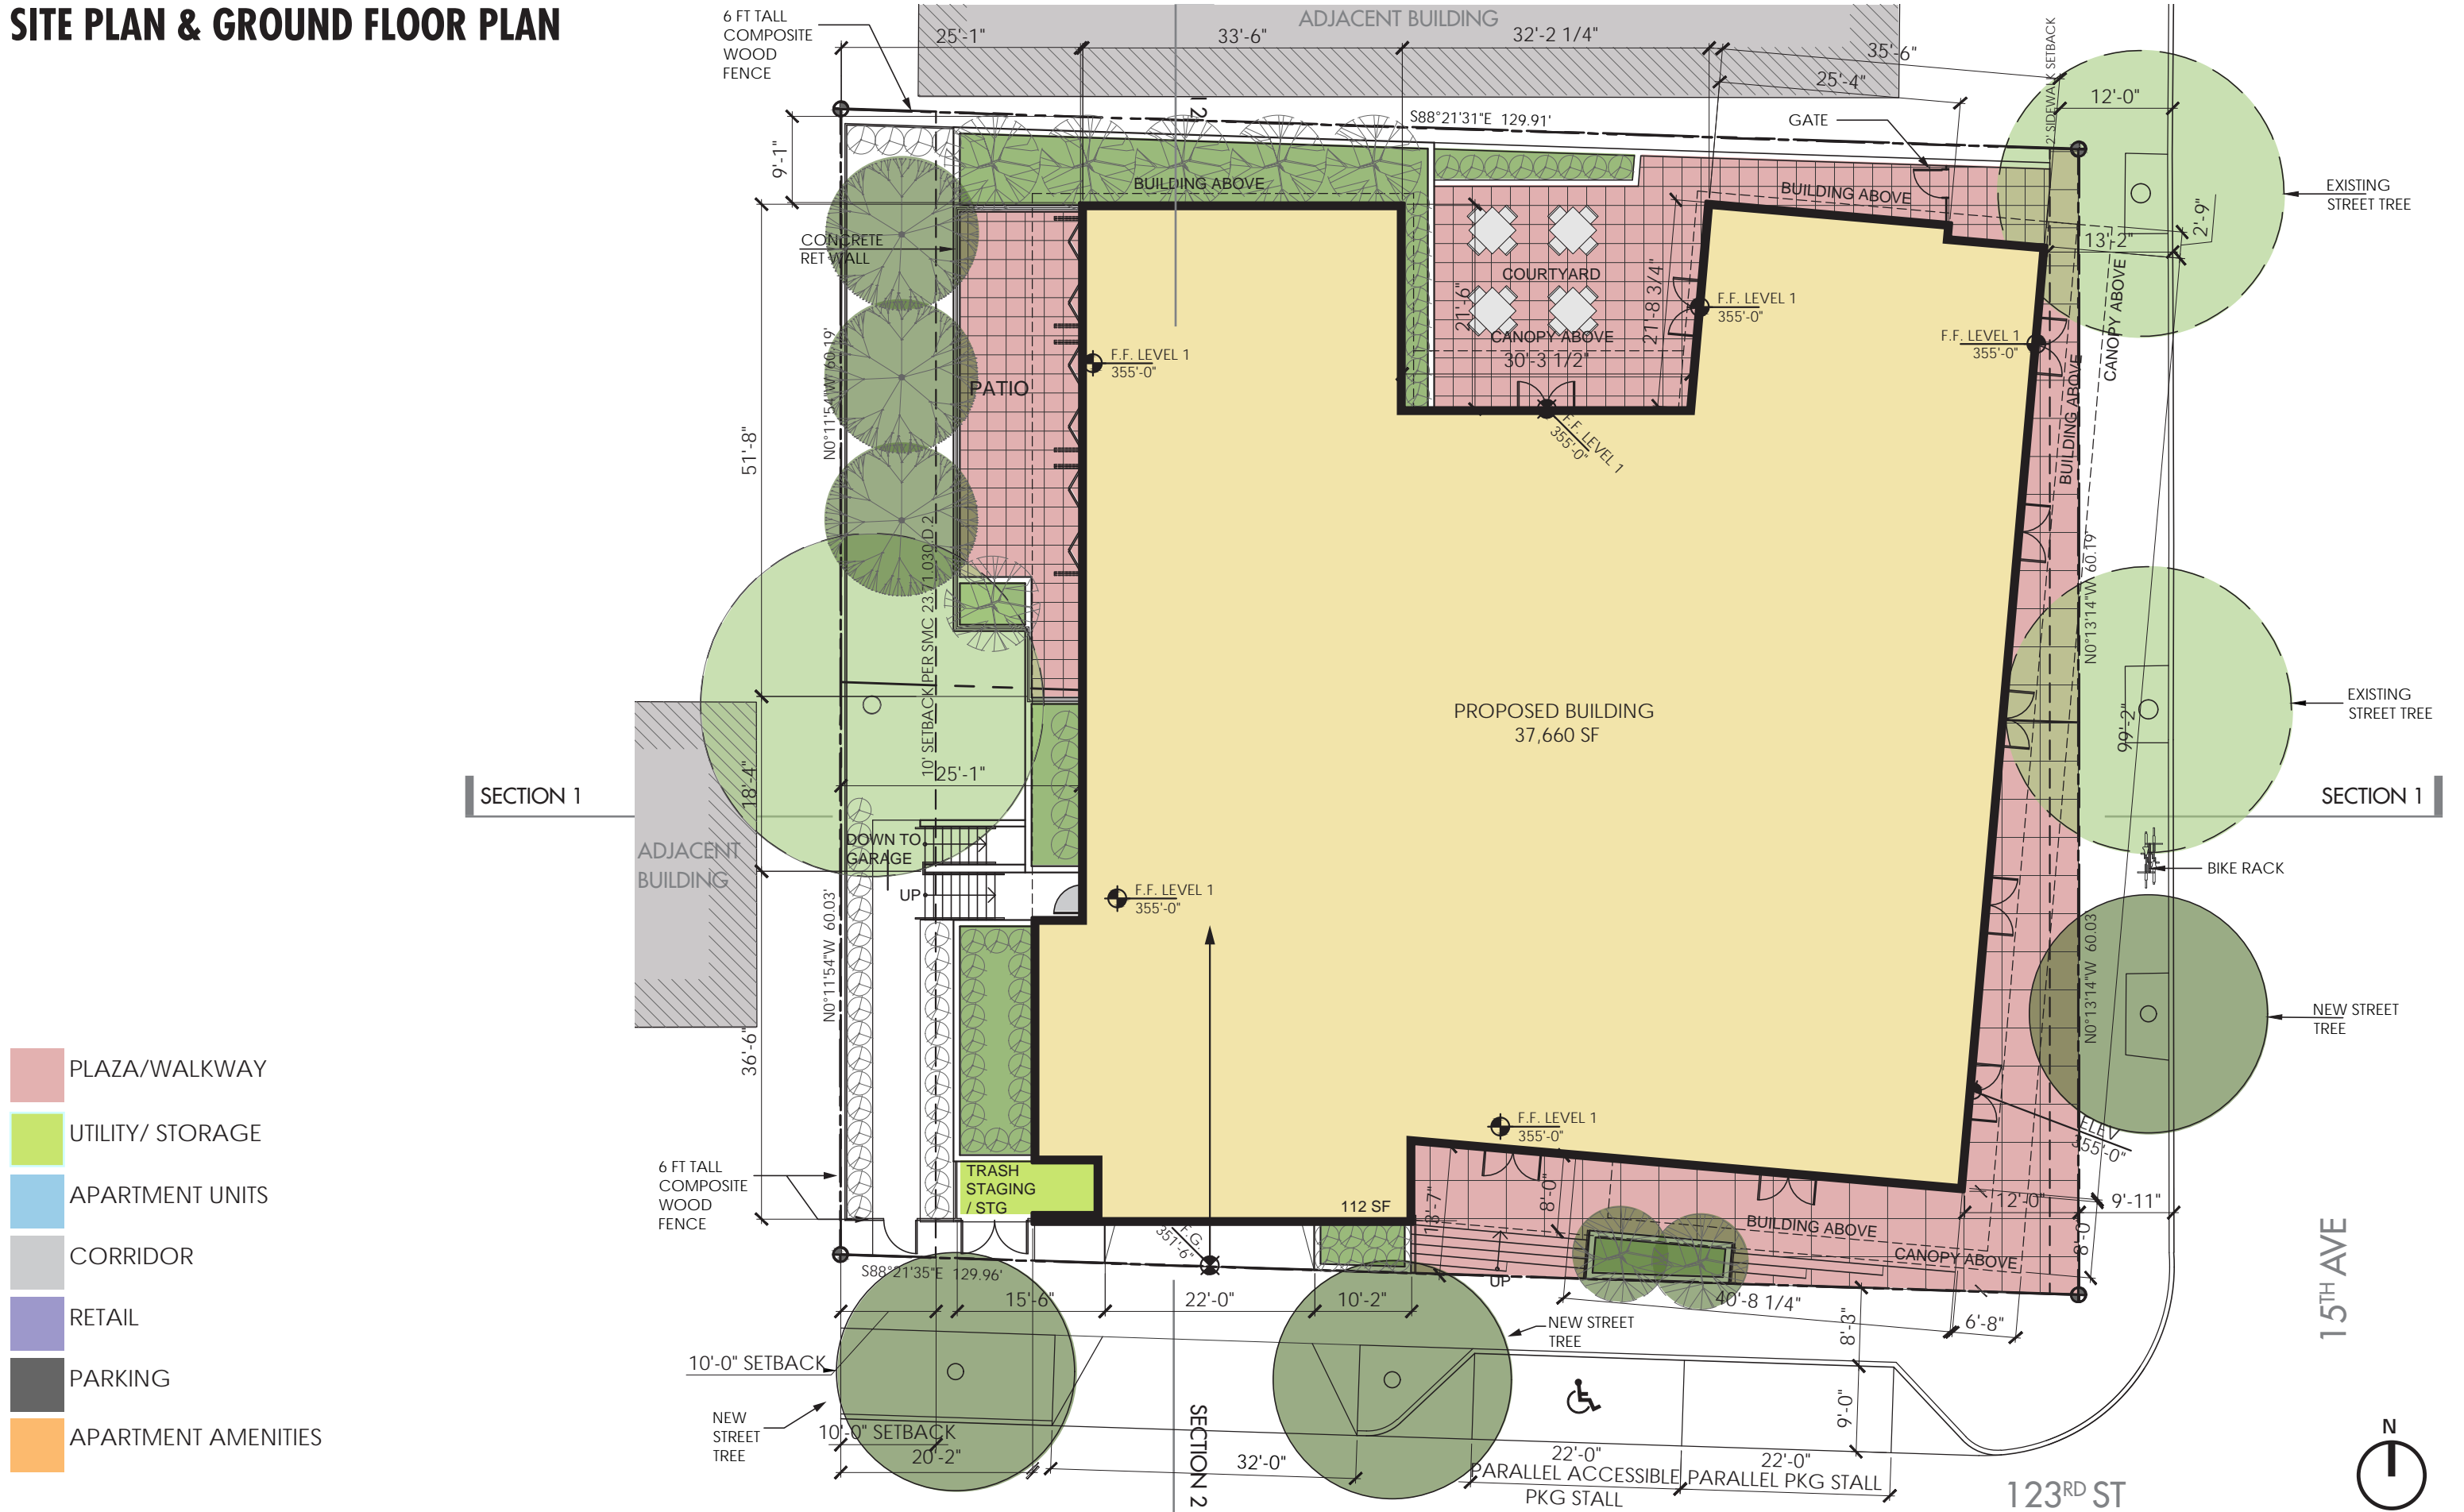 SITE PLAN & GROUND FLOOR PLAN
6 FT TALL
COMPOSITE
WOOD
FENCE
ADJACENT BUILDING
25'-1"
33'-6"
32'-2 1/4"
35'-6"
25'-4"
2' SIDEWALK SETBACK
12'-0"
S88°21'31"E 129.91'
GATE
9'-1"
BUILDING ABOVE
BUILDING ABOVE
EXISTING
STREET TREE
2'-9"
13'-2"
CONCRETE
RET WALL
COURTYARD
CANOPY ABOVE
30'-3 1/2"
21'-6"
21'-8 3/4"
F.F. LEVEL 1
355'-0"
F.F. LEVEL 1
355'-0"
F.F. LEVEL 1
355'-0"
F.F. LEVEL 1
355'-0"
CANOPY ABOVE
BUILDING ABOVE
N0°11'54"W 60.19'
PATIO
51'-8"
10' SETBACK PER SMC 23.71.030.D.2
N0°13'14"W 60.19'
PROPOSED BUILDING
37,660 SF
EXISTING
STREET TREE
99'-2"
25'-1"
18'-4"
SECTION 1
SECTION 1
ADJACENT
BUILDING
DOWN TO
GARAGE
UP
F.F. LEVEL 1
355'-0"
BIKE RACK
N0°11'54"W 60.03'
N0°13'14"W 60.03
NEW STREET
TREE
36'-6"
PLAZA/WALKWAY
UTILITY/ STORAGE
APARTMENT UNITS
CORRIDOR
RETAIL
PARKING
APARTMENT AMENITIES
F.F. LEVEL 1
355'-0"
ELEV
355'-0"
6 FT TALL
COMPOSITE
WOOD
FENCE
TRASH
STAGING
/ STG
112 SF
13'-7"
8'-0"
12'-0"
9'-11"
8'-0"
BUILDING ABOVE
CANOPY ABOVE
F.G.
351'-6"
UP
S88°21'35"E 129.96'
15'-6"
22'-0"
10'-2"
40'-8 1/4"
6'-8"
8'-3"
NEW STREET
TREE
10'-0" SETBACK
NEW
STREET
TREE
10'-0" SETBACK
20'-2"
SECTION 2
32'-0"
9'-0"
22'-0"
22'-0"
PARALLEL ACCESSIBLE
PKG STALL
PARALLEL PKG STALL
15TH AVE
123RD ST
N